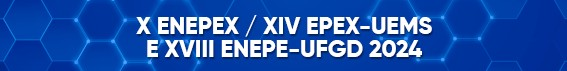 X ENEPEX / XIV EPEX-UEMS
E XVIII ENEPE-UFGD 2024